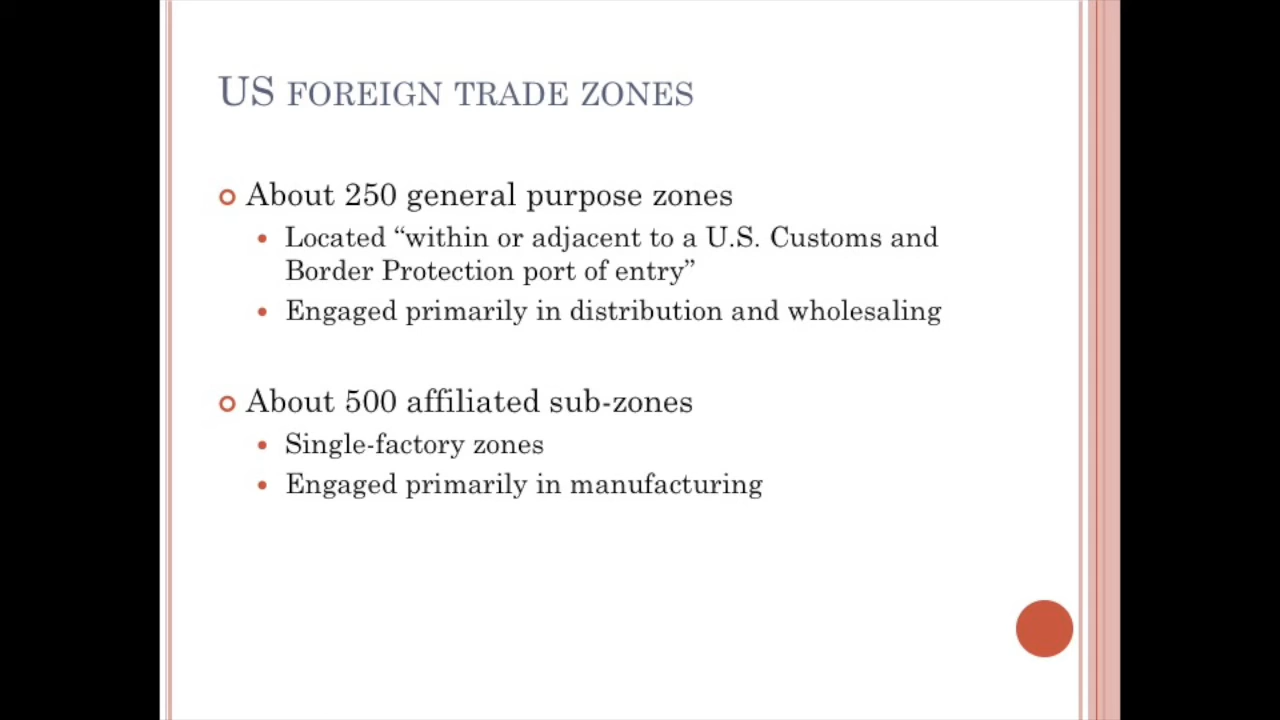 US FOREIGN TRADE ZONES
About 250 general purpose zones
Located “within or adjacent to a U.S. Customs and
Border Protection port of entry”
Engaged primarily in distribution and wholesaling
About 500 affiliated sub-zones
Single-factory zones
Engaged primarily in manufacturing